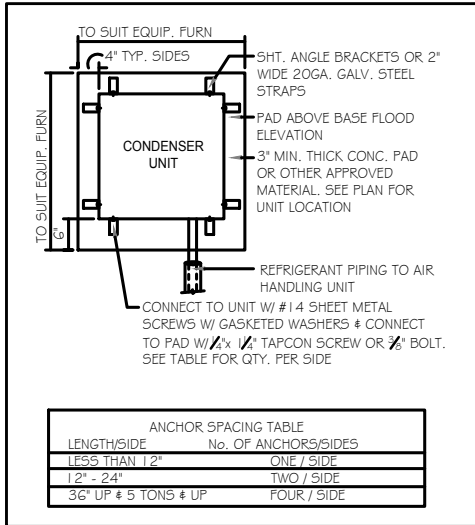 TO SUIT EQUIP. FURN
4" TYP. SIDES
SHT. ANGLE BRACKETS OR 2"
WIDE 20GA. GALV. STEEL
STRAPS
PAD ABOVE BASE FLOOD
ELEVATION
3" MIN. THICK CONC. PAD
OR OTHER APPROVED
MATERIAL. SEE PLAN FOR
UNIT LOCATION
CONDENSER
UNIT
TO SUIT EQUIP. FURN
6"
REFRIGERANT PIPING TO AIR
HANDLING UNIT
CONNECT TO UNIT W/ #14 SHEET METAL
SCREWS W/ GASKETED WASHERS & CONNECT
TO PAD W/ 1/4"x 1 1/4" TAPCON SCREW OR 3/8" BOLT.
SEE TABLE FOR QTY. PER SIDE
ANCHOR SPACING TABLE
LENGTH/SIDE No. OF ANCHORS/SIDES
LESS THAN 12" ONE / SIDE
12" - 24" TWO / SIDE
36" UP & 5 TONS & UP FOUR / SIDE